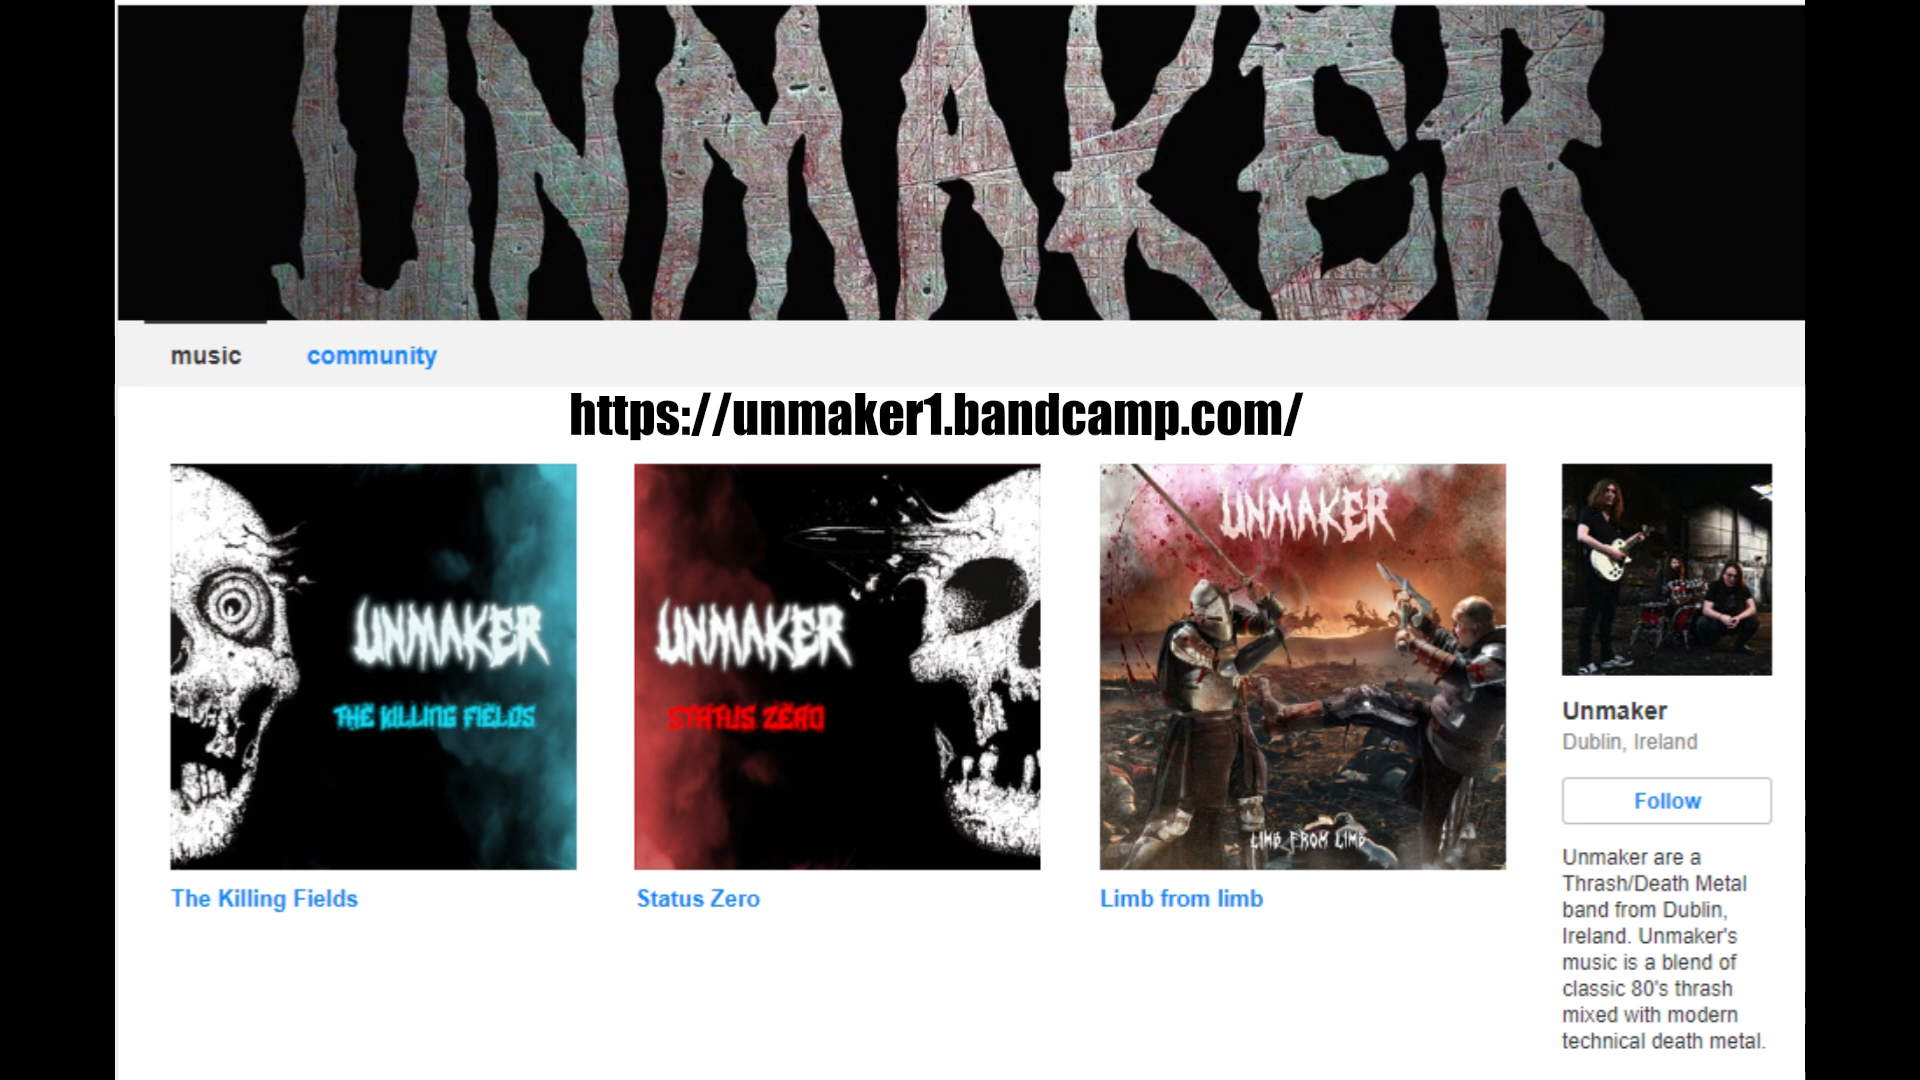 UNMAKER
music
community
https://unmaker1.bandcamp.com/
UNMAKER
THE KILLING FIELDS
UNMAKER
STATUS ZERO
UNMAKER
LIMB FROM LIMB
The Killing Fields
Status Zero
Limb from limb
Unmaker
Dublin, Ireland
Follow
Unmaker are a
Thrash/Death Metal
band from Dublin,
Ireland. Unmaker's
music is a blend of
classic 80's thrash
mixed with modern
technical death metal.